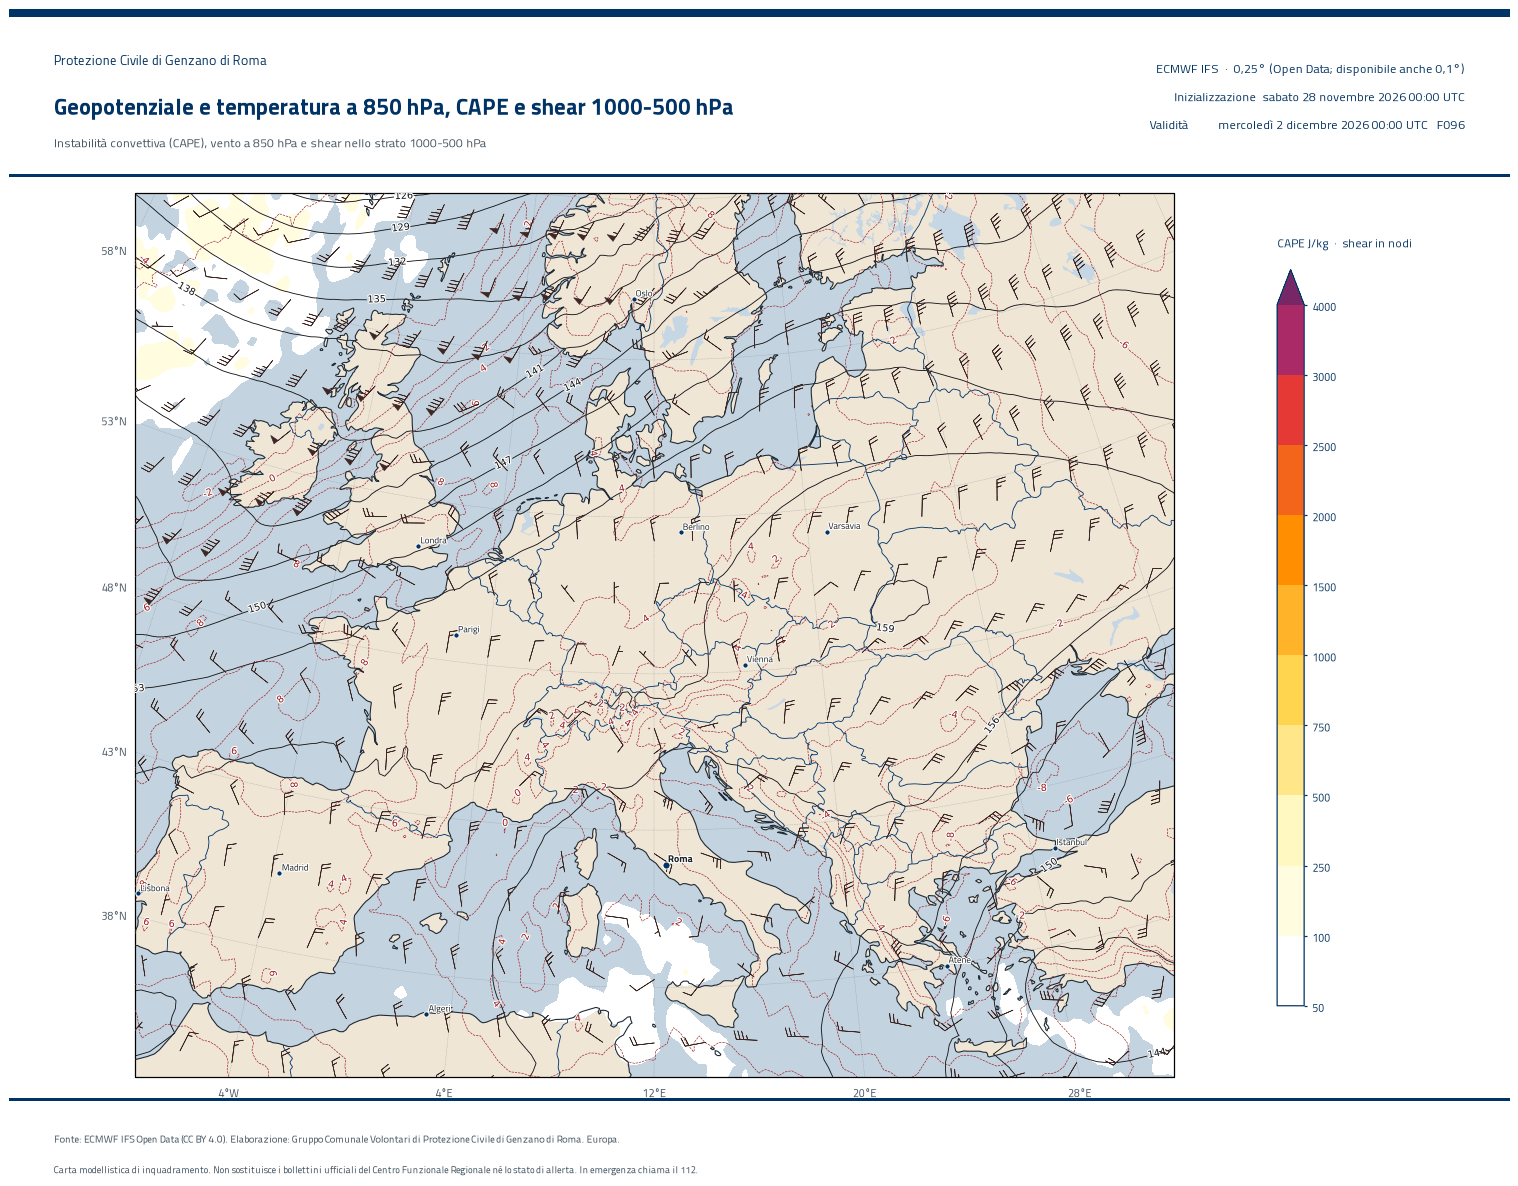 Protezione Civile di Genzano di Roma
Geopotenziale e temperatura a 850 hPa, CAPE e shear 1000-500 hPa
Instabilità convettiva (CAPE), vento a 850 hPa e shear nello strato 1000-500 hPa
ECMWF IFS · 0,25° (Open Data; disponibile anche 0,1°)
Inizializzazione sabato 28 novembre 2026 00:00 UTC
Validità mercoledì 2 dicembre 2026 00:00 UTC F096
CAPE J/kg · shear in nodi
4000
3000
2500
2000
1500
1000
750
500
250
100
50
58°N
53°N
48°N
43°N
38°N
4°W
4°E
12°E
20°E
28°E
126
129
132
135
138
141
144
147
150
53
159
156
150
144
Oslo
Berlino
Varsavia
Londra
Parigi
Vienna
Madrid
Lisbona
Roma
Istanbul
Atene
Algeri
Fonte: ECMWF IFS Open Data (CC BY 4.0). Elaborazione: Gruppo Comunale Volontari di Protezione Civile di Genzano di Roma. Europa.
Carta modellistica di inquadramento. Non sostituisce i bollettini ufficiali del Centro Funzionale Regionale né lo stato di allerta. In emergenza chiama il 112.